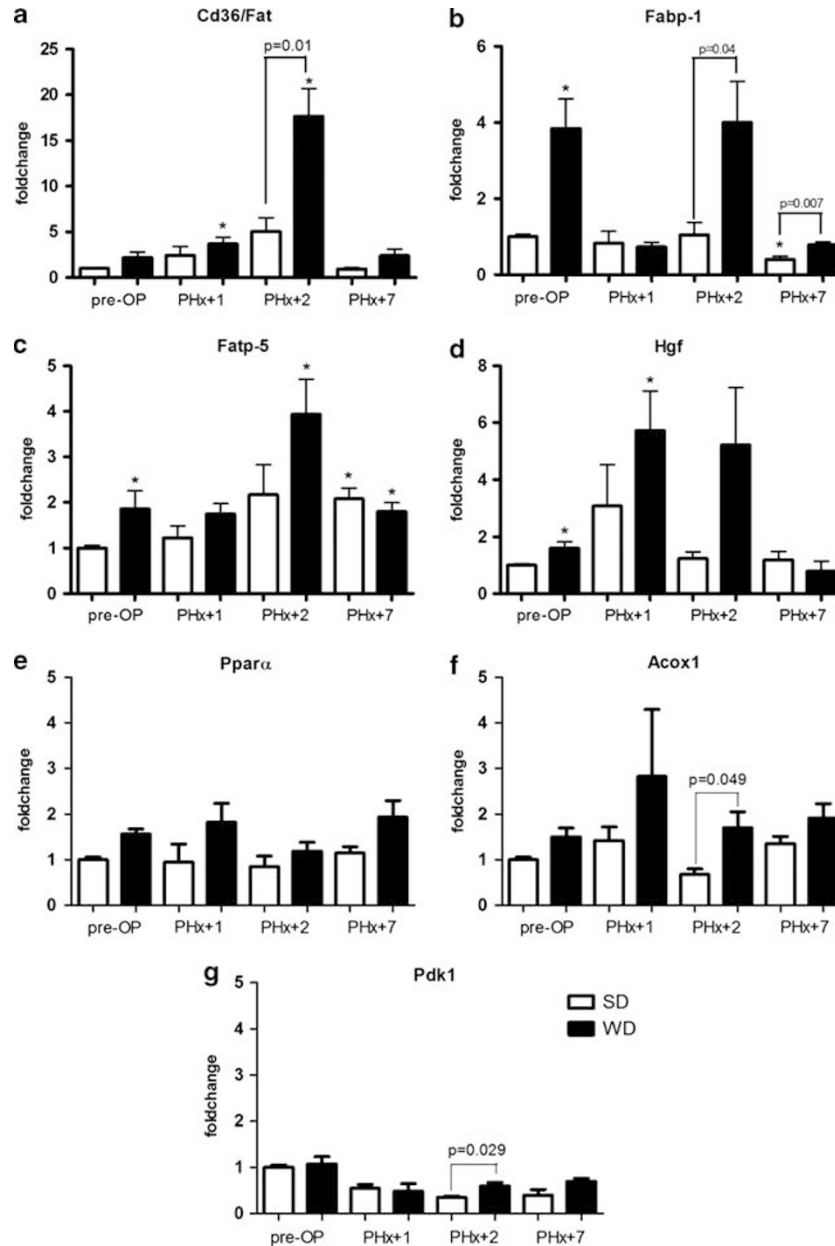 a
Cd36/Fat
p=0.01
*
*
foldchange
25
20
15
10
5
0
pre-OP PHx+1 PHx+2 PHx+7
b
Fabp-1
p=0.04
*
p=0.007
*
foldchange
6
4
2
0
pre-OP PHx+1 PHx+2 PHx+7
c
Fatp-5
*
*
*
*
foldchange
5
4
3
2
1
0
pre-OP PHx+1 PHx+2 PHx+7
d
Hgf
*
*
foldchange
8
6
4
2
0
pre-OP PHx+1 PHx+2 PHx+7
e
Pparα
foldchange
5
4
3
2
1
0
pre-OP PHx+1 PHx+2 PHx+7
f
Acox1
p=0.049
foldchange
5
4
3
2
1
0
pre-OP PHx+1 PHx+2 PHx+7
g
Pdk1
p=0.029
foldchange
5
4
3
2
1
0
pre-OP PHx+1 PHx+2 PHx+7
SD
WD